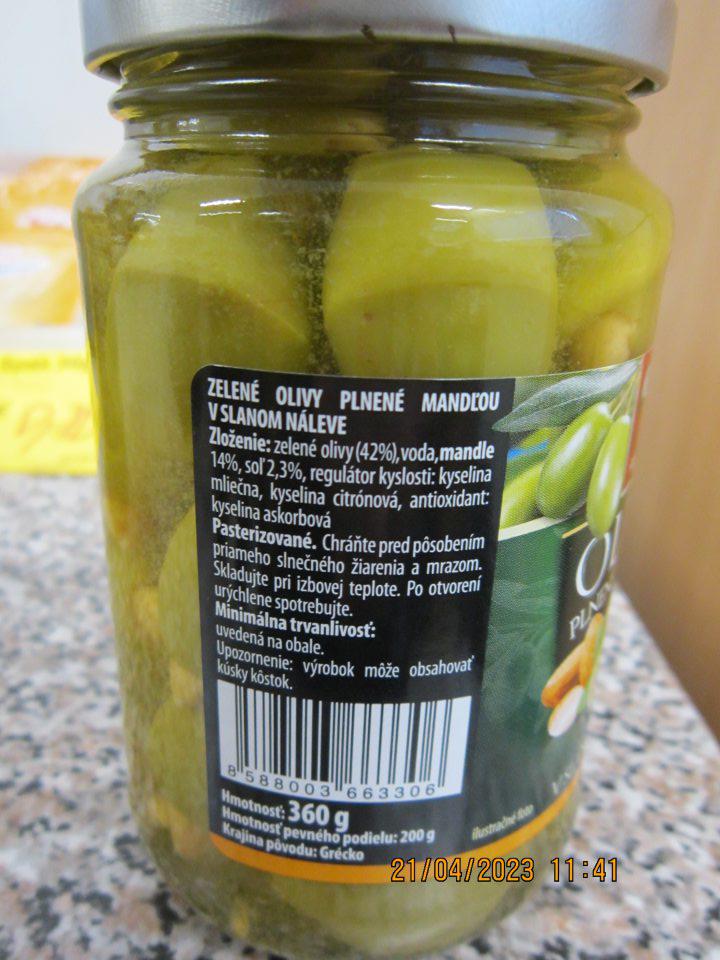 ZELENÉ OLIVY PLNENÉ MANDĽOU
V SLANOM NÁLEVE
Zloženie: zelené olivy (42%), voda, mandle
14%, soľ 2,3%, regulátor kyslosti: kyselina
mliečna, kyselina citrónová, antioxidant:
kyselina askorbová
Pasterizované. Chráňte pred pôsobením
priameho slnečného žiarenia a mrazom.
Skladujte pri izbovej teplote. Po otvorení
urýchlene spotrebujte.
Minimálna trvanlivosť:
uvedená na obale.
Upozornenie: výrobok môže obsahovať
kúsky kôstok.
8 588003 663306
Hmotnosť: 360 g
Hmotnosť pevného podielu: 200 g
Krajina pôvodu: Grécko
ilustračné foto
21/04/2023 11:41